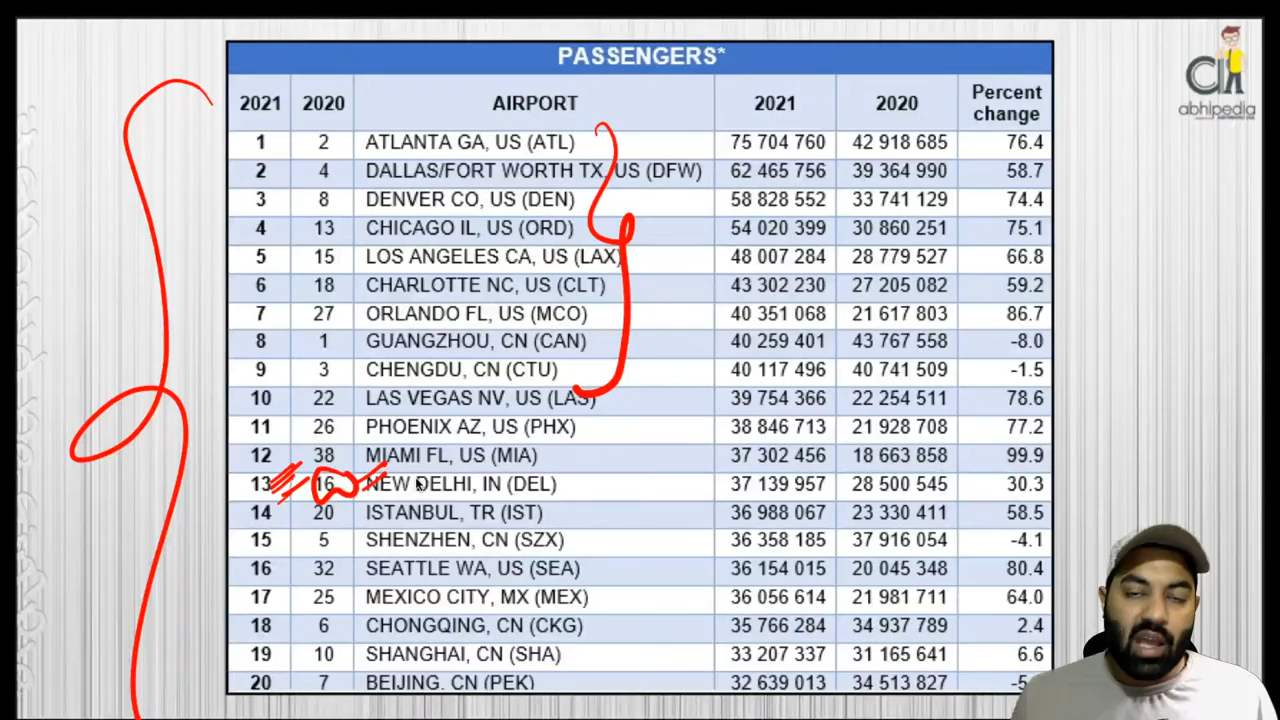 PASSENGERS*
2021 2020 AIRPORT 2021 2020 Percent change
1 2 ATLANTA GA, US (ATL) 75 704 760 42 918 685 76.4
2 4 DALLAS/FORT WORTH TX, US (DFW) 62 465 756 39 364 990 58.7
3 8 DENVER CO, US (DEN) 58 828 552 33 741 129 74.4
4 13 CHICAGO IL, US (ORD) 54 020 399 30 860 251 75.1
5 15 LOS ANGELES CA, US (LAX) 48 007 284 28 779 527 66.8
6 18 CHARLOTTE NC, US (CLT) 43 302 230 27 205 082 59.2
7 27 ORLANDO FL, US (MCO) 40 351 068 21 617 803 86.7
8 1 GUANGZHOU, CN (CAN) 40 259 401 43 767 558 -8.0
9 3 CHENGDU, CN (CTU) 40 117 496 40 741 509 -1.5
10 22 LAS VEGAS NV, US (LAS) 39 754 366 22 254 511 78.6
11 26 PHOENIX AZ, US (PHX) 38 846 713 21 928 708 77.2
12 38 MIAMI FL, US (MIA) 37 302 456 18 663 858 99.9
13 16 NEW DELHI, IN (DEL) 37 139 957 28 500 545 30.3
14 20 ISTANBUL, TR (IST) 36 988 067 23 330 411 58.5
15 5 SHENZHEN, CN (SZX) 36 358 185 37 916 054 -4.1
16 32 SEATTLE WA, US (SEA) 36 154 015 20 045 348 80.4
17 25 MEXICO CITY, MX (MEX) 36 056 614 21 981 711 64.0
18 6 CHONGQING, CN (CKG) 35 766 284 34 937 789 2.4
19 10 SHANGHAI, CN (SHA) 33 207 337 31 165 641 6.6
20 7 BEIJING, CN (PEK) 32 639 013 34 513 827
abhipedia